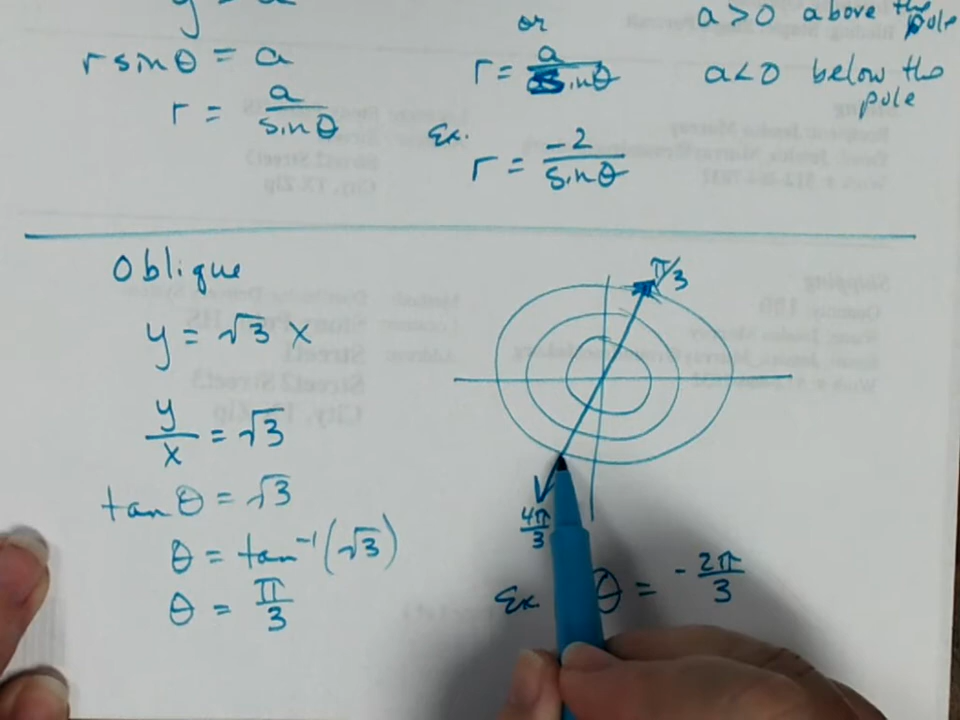 y = a
r sin θ = a
r = a / sin θ
or
r = a / sin θ
a > 0 above the pole
a < 0 below the pole
Ex.
r = -2 / sin θ
Oblique
y = √3 x
y / x = √3
tan θ = √3
θ = tan⁻¹(√3)
θ = π / 3
π/3
4π / 3
Ex θ = -2π / 3